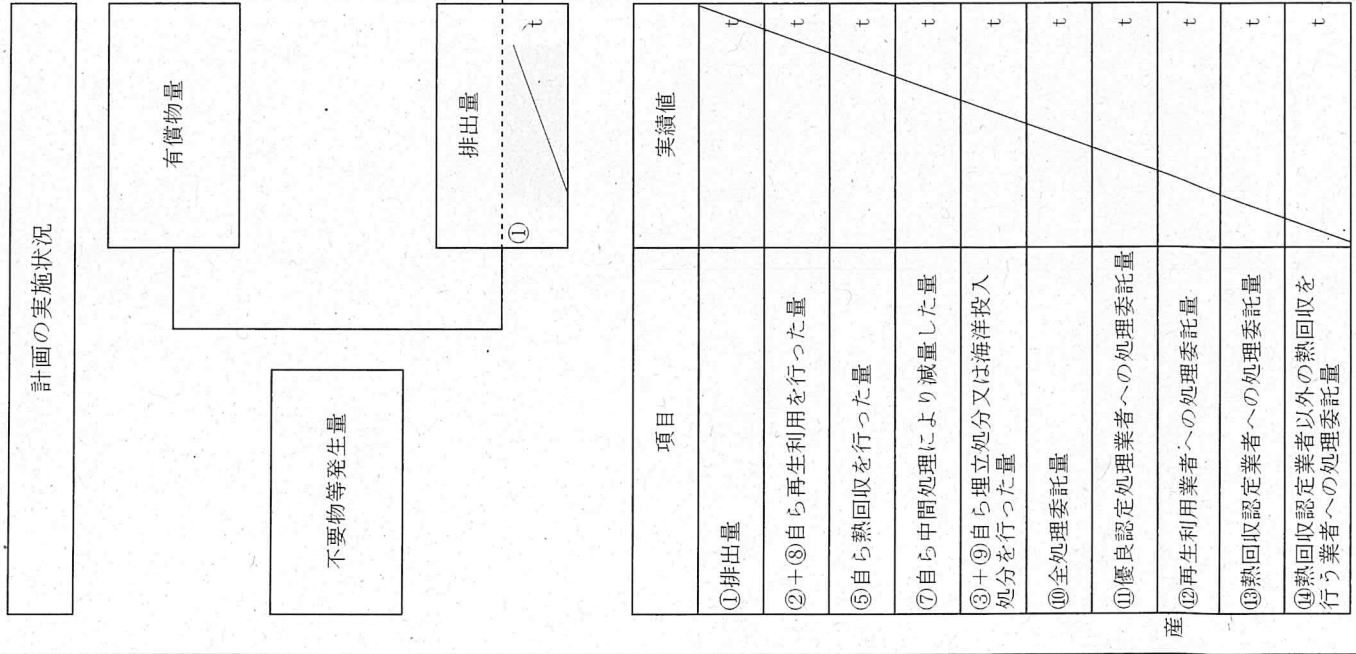 計画の実施状況
有償物量
不要物等発生量
排出量
①
t
項目
実績値
①排出量
t
②+⑧自ら再生利用を行った量
t
⑤自ら熱回収を行った量
t
⑦自ら中間処理により減量した量
t
③+⑨自ら埋立処分又は海洋投入
処分を行った量
t
⑩全処理委託量
t
⑪優良認定処理業者への処理委託量
t
⑫再生利用業者への処理委託量
t
⑬熱回収認定業者への処理委託量
t
⑭熱回収認定業者以外の熱回収を
行う業者への処理委託量
t
産